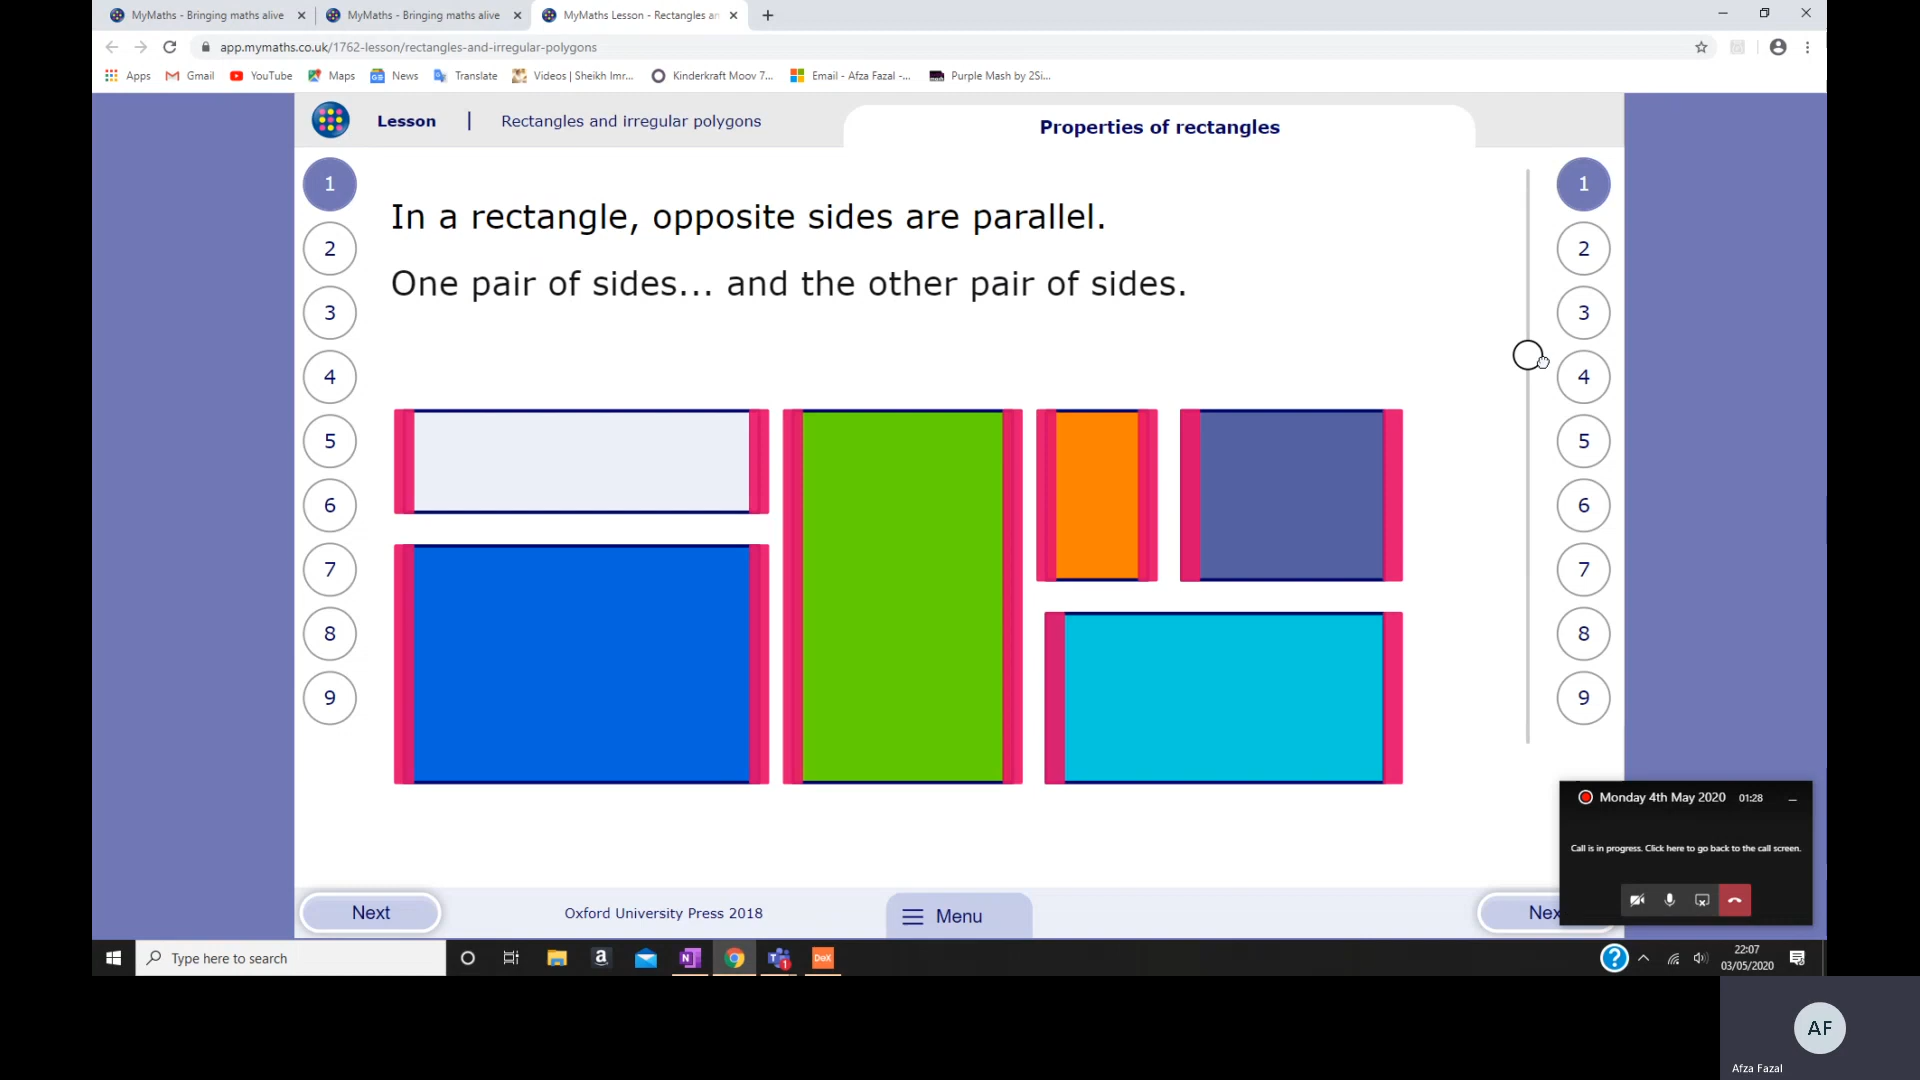 MyMaths - Bringing maths alive
MyMaths - Bringing maths alive
MyMaths Lesson - Rectangles an
app.mymaths.co.uk/1762-lesson/rectangles-and-irregular-polygons
Apps Gmail YouTube Maps News Translate Videos | Sheikh Imr... Kinderkraft Moov 7... Email - Afza Fazal -... Purple Mash by 2Si...
Lesson | Rectangles and irregular polygons
Properties of rectangles
In a rectangle, opposite sides are parallel.
One pair of sides... and the other pair of sides.
1
2
3
4
5
6
7
8
9
1
2
3
4
5
6
7
8
9
Monday 4th May 2020 01:28
Call is in progress. Click here to go back to the call screen.
Next
Oxford University Press 2018
Menu
Nex
Type here to search
a
N
T
1
DeX
?
22:07
03/05/2020
AF
Afza Fazal